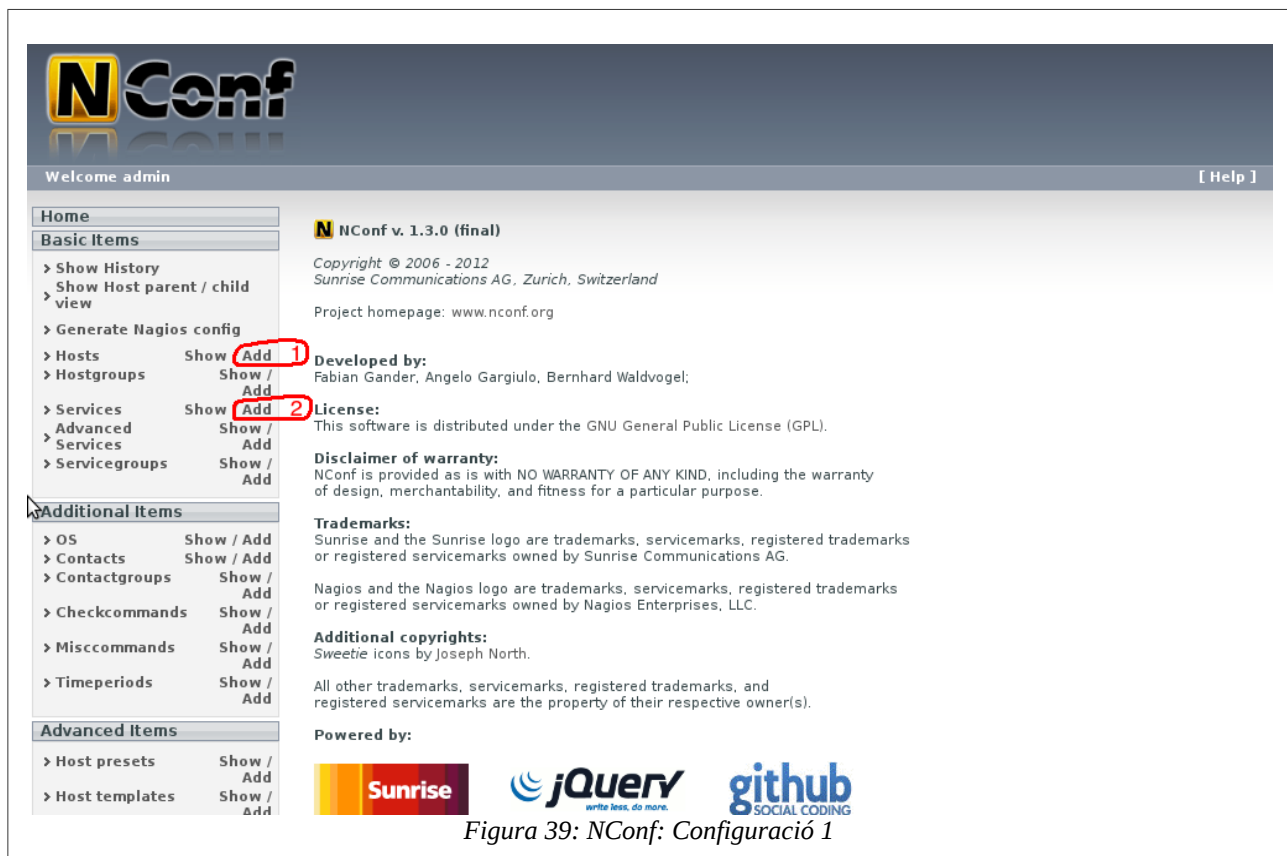 NConf
Welcome admin
[ Help ]
Home
Basic Items
Show History
Show Host parent / child
view
Generate Nagios config
Hosts Show Add 1
Hostgroups Show /
Add
Services Show Add 2
Advanced Show /
Services Add
Servicegroups Show /
Add
Additional Items
OS Show / Add
Contacts Show / Add
Contactgroups Show /
Add
Checkcommands Show /
Add
Misccommands Show /
Add
Timeperiods Show /
Add
Advanced Items
Host presets Show /
Add
Host templates Show /
Add
N NConf v. 1.3.0 (final)
Copyright © 2006 - 2012
Sunrise Communications AG, Zurich, Switzerland
Project homepage: www.nconf.org
Developed by:
Fabian Gander, Angelo Gargiulo, Bernhard Waldvogel;
License:
This software is distributed under the GNU General Public License (GPL).
Disclaimer of warranty:
NConf is provided as is with NO WARRANTY OF ANY KIND, including the warranty
of design, merchantability, and fitness for a particular purpose.
Trademarks:
Sunrise and the Sunrise logo are trademarks, servicemarks, registered trademarks
or registered servicemarks owned by Sunrise Communications AG.
Nagios and the Nagios logo are trademarks, servicemarks, registered trademarks
or registered servicemarks owned by Nagios Enterprises, LLC.
Additional copyrights:
Sweetie icons by Joseph North.
All other trademarks, servicemarks, registered trademarks, and
registered servicemarks are the property of their respective owner(s).
Powered by:
Sunrise
jQuery
write less, do more.
github
SOCIAL CODING
Figura 39: NConf: Configuració 1